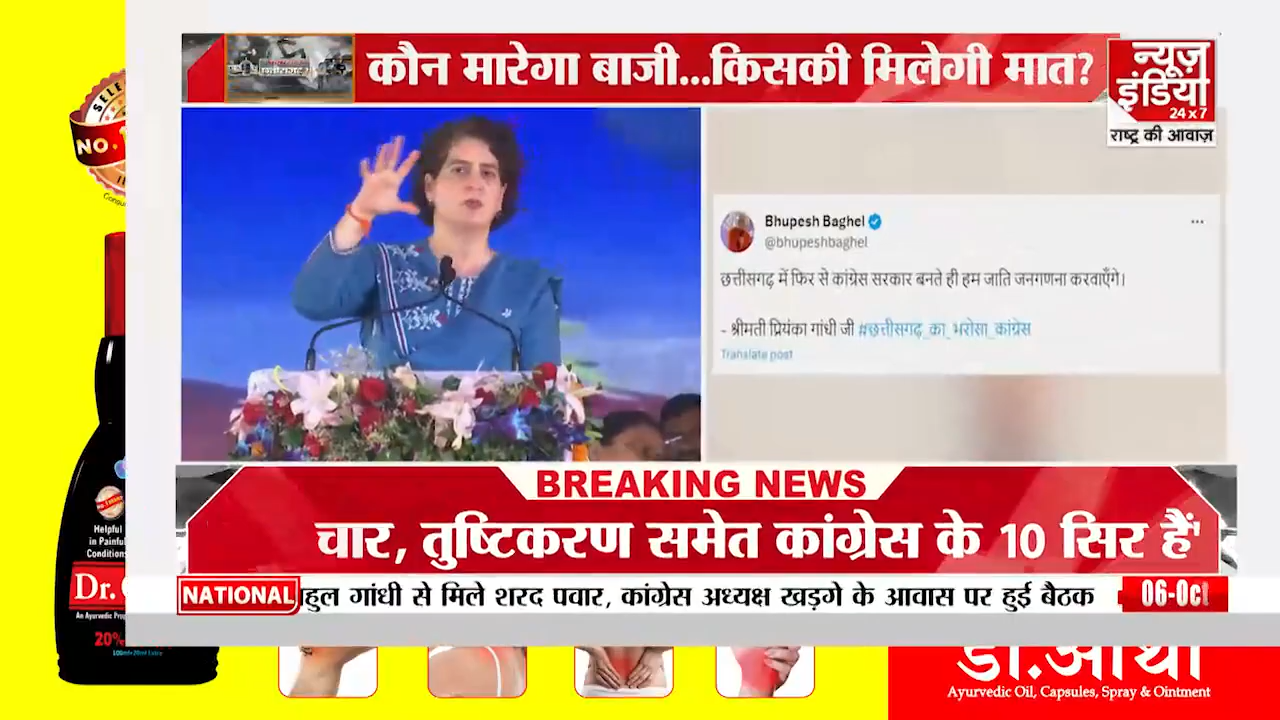 कौन मारेगा बाजी...किसकी मिलेगी मात?
न्यूज़
इंडिया
24x7
राष्ट्र की आवाज़
NO.
Bhupesh Baghel
@bhupeshbaghel
छत्तीसगढ़ में फिर से कांग्रेस सरकार बनते ही हम जाति जनगणना करवाएँगे।
- श्रीमती प्रियंका गांधी जी #छत्तीसगढ़_का_भरोसा_कांग्रेस
Translate post
BREAKING NEWS
चार, तुष्टिकरण समेत कांग्रेस के 10 सिर हैं'
NATIONAL
हुल गांधी से मिले शरद पवार, कांग्रेस अध्यक्ष खड़गे के आवास पर हुई बैठक
06-Oct
Helpful
in Painful
Conditions
Dr.
20%
Ayurvedic Oil, Capsules, Spray & Ointment